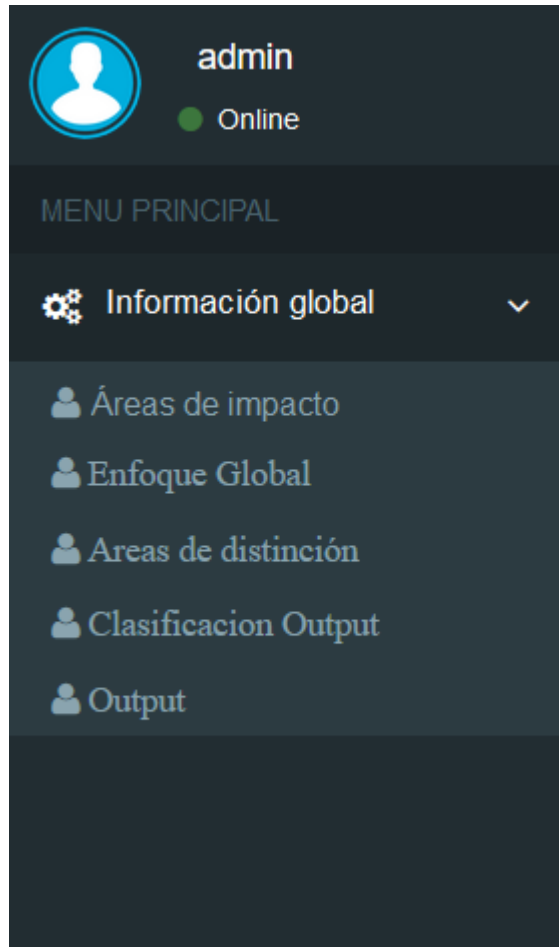 admin
Online
MENU PRINCIPAL
Información global
Áreas de impacto
Enfoque Global
Areas de distinción
Clasificacion Output
Output